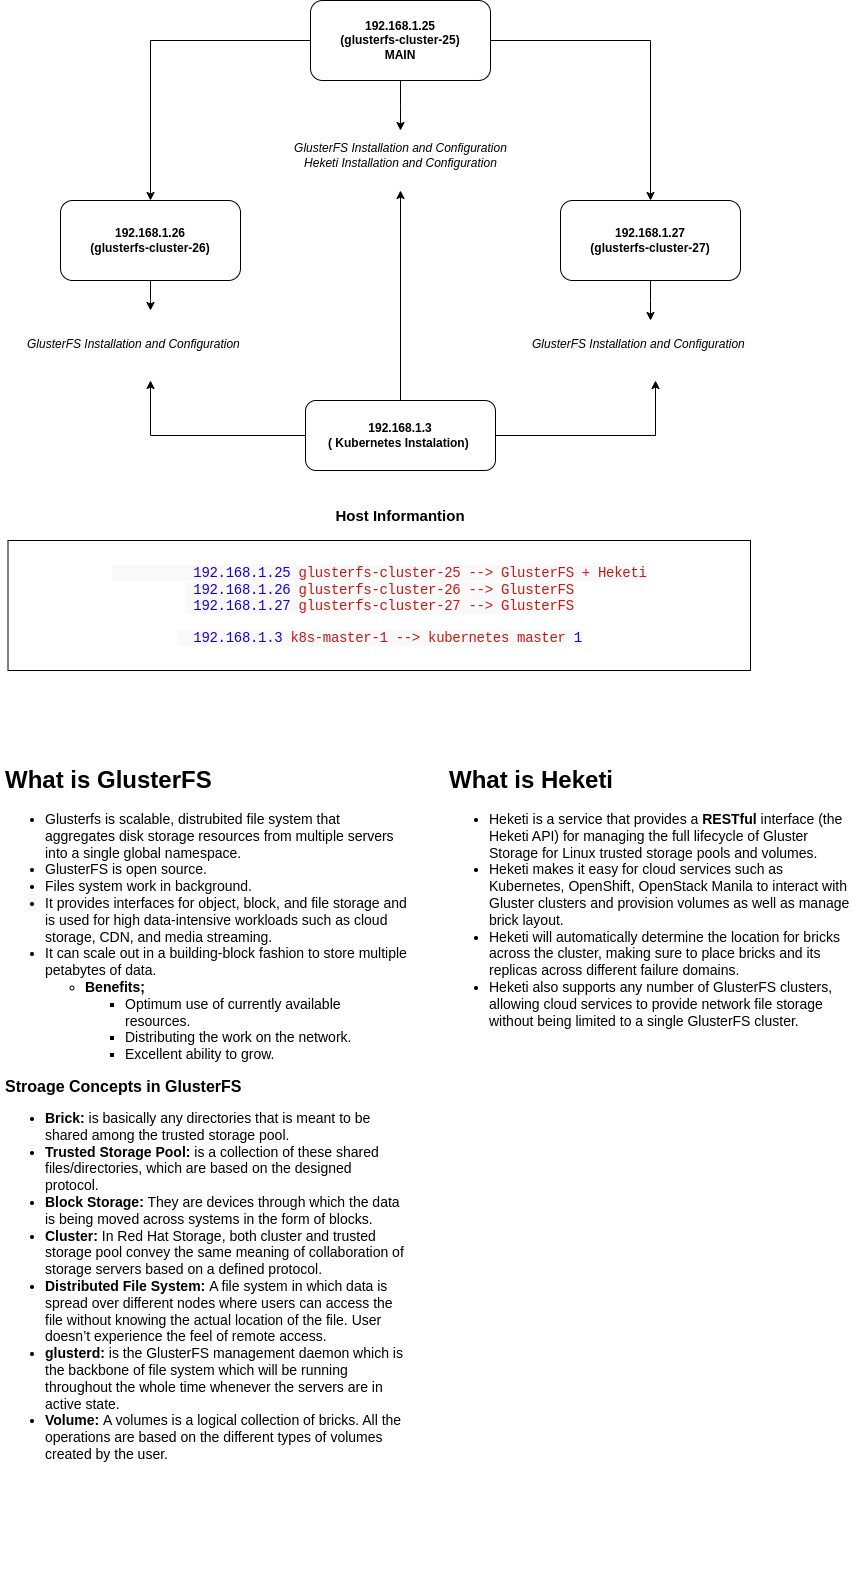 192.168.1.25
(glusterfs-cluster-25)
MAIN
GlusterFS Installation and Configuration
Heketi Installation and Configuration
192.168.1.26
(glusterfs-cluster-26)
192.168.1.27
(glusterfs-cluster-27)
GlusterFS Installation and Configuration
GlusterFS Installation and Configuration
192.168.1.3
( Kubernetes Instalation)
Host Informantion
192.168.1.25 glusterfs-cluster-25 --> GlusterFS + Heketi
192.168.1.26 glusterfs-cluster-26 --> GlusterFS
192.168.1.27 glusterfs-cluster-27 --> GlusterFS
192.168.1.3 k8s-master-1 --> kubernetes master 1
What is GlusterFS
• Glusterfs is scalable, distrubited file system that
aggregates disk storage resources from multiple servers
into a single global namespace.
• GlusterFS is open source.
• Files system work in background.
• It provides interfaces for object, block, and file storage and
is used for high data-intensive workloads such as cloud
storage, CDN, and media streaming.
• It can scale out in a building-block fashion to store multiple
petabytes of data.
◦ Benefits;
▪ Optimum use of currently available
resources.
▪ Distributing the work on the network.
▪ Excellent ability to grow.
Stroage Concepts in GlusterFS
• Brick: is basically any directories that is meant to be
shared among the trusted storage pool.
• Trusted Storage Pool: is a collection of these shared
files/directories, which are based on the designed
protocol.
• Block Storage: They are devices through which the data
is being moved across systems in the form of blocks.
• Cluster: In Red Hat Storage, both cluster and trusted
storage pool convey the same meaning of collaboration of
storage servers based on a defined protocol.
• Distributed File System: A file system in which data is
spread over different nodes where users can access the
file without knowing the actual location of the file. User
doesn’t experience the feel of remote access.
• glusterd: is the GlusterFS management daemon which is
the backbone of file system which will be running
throughout the whole time whenever the servers are in
active state.
• Volume: A volumes is a logical collection of bricks. All the
operations are based on the different types of volumes
created by the user.
What is Heketi
• Heketi is a service that provides a RESTful interface (the
Heketi API) for managing the full lifecycle of Gluster
Storage for Linux trusted storage pools and volumes.
• Heketi makes it easy for cloud services such as
Kubernetes, OpenShift, OpenStack Manila to interact with
Gluster clusters and provision volumes as well as manage
brick layout.
• Heketi will automatically determine the location for bricks
across the cluster, making sure to place bricks and its
replicas across different failure domains.
• Heketi also supports any number of GlusterFS clusters,
allowing cloud services to provide network file storage
without being limited to a single GlusterFS cluster.